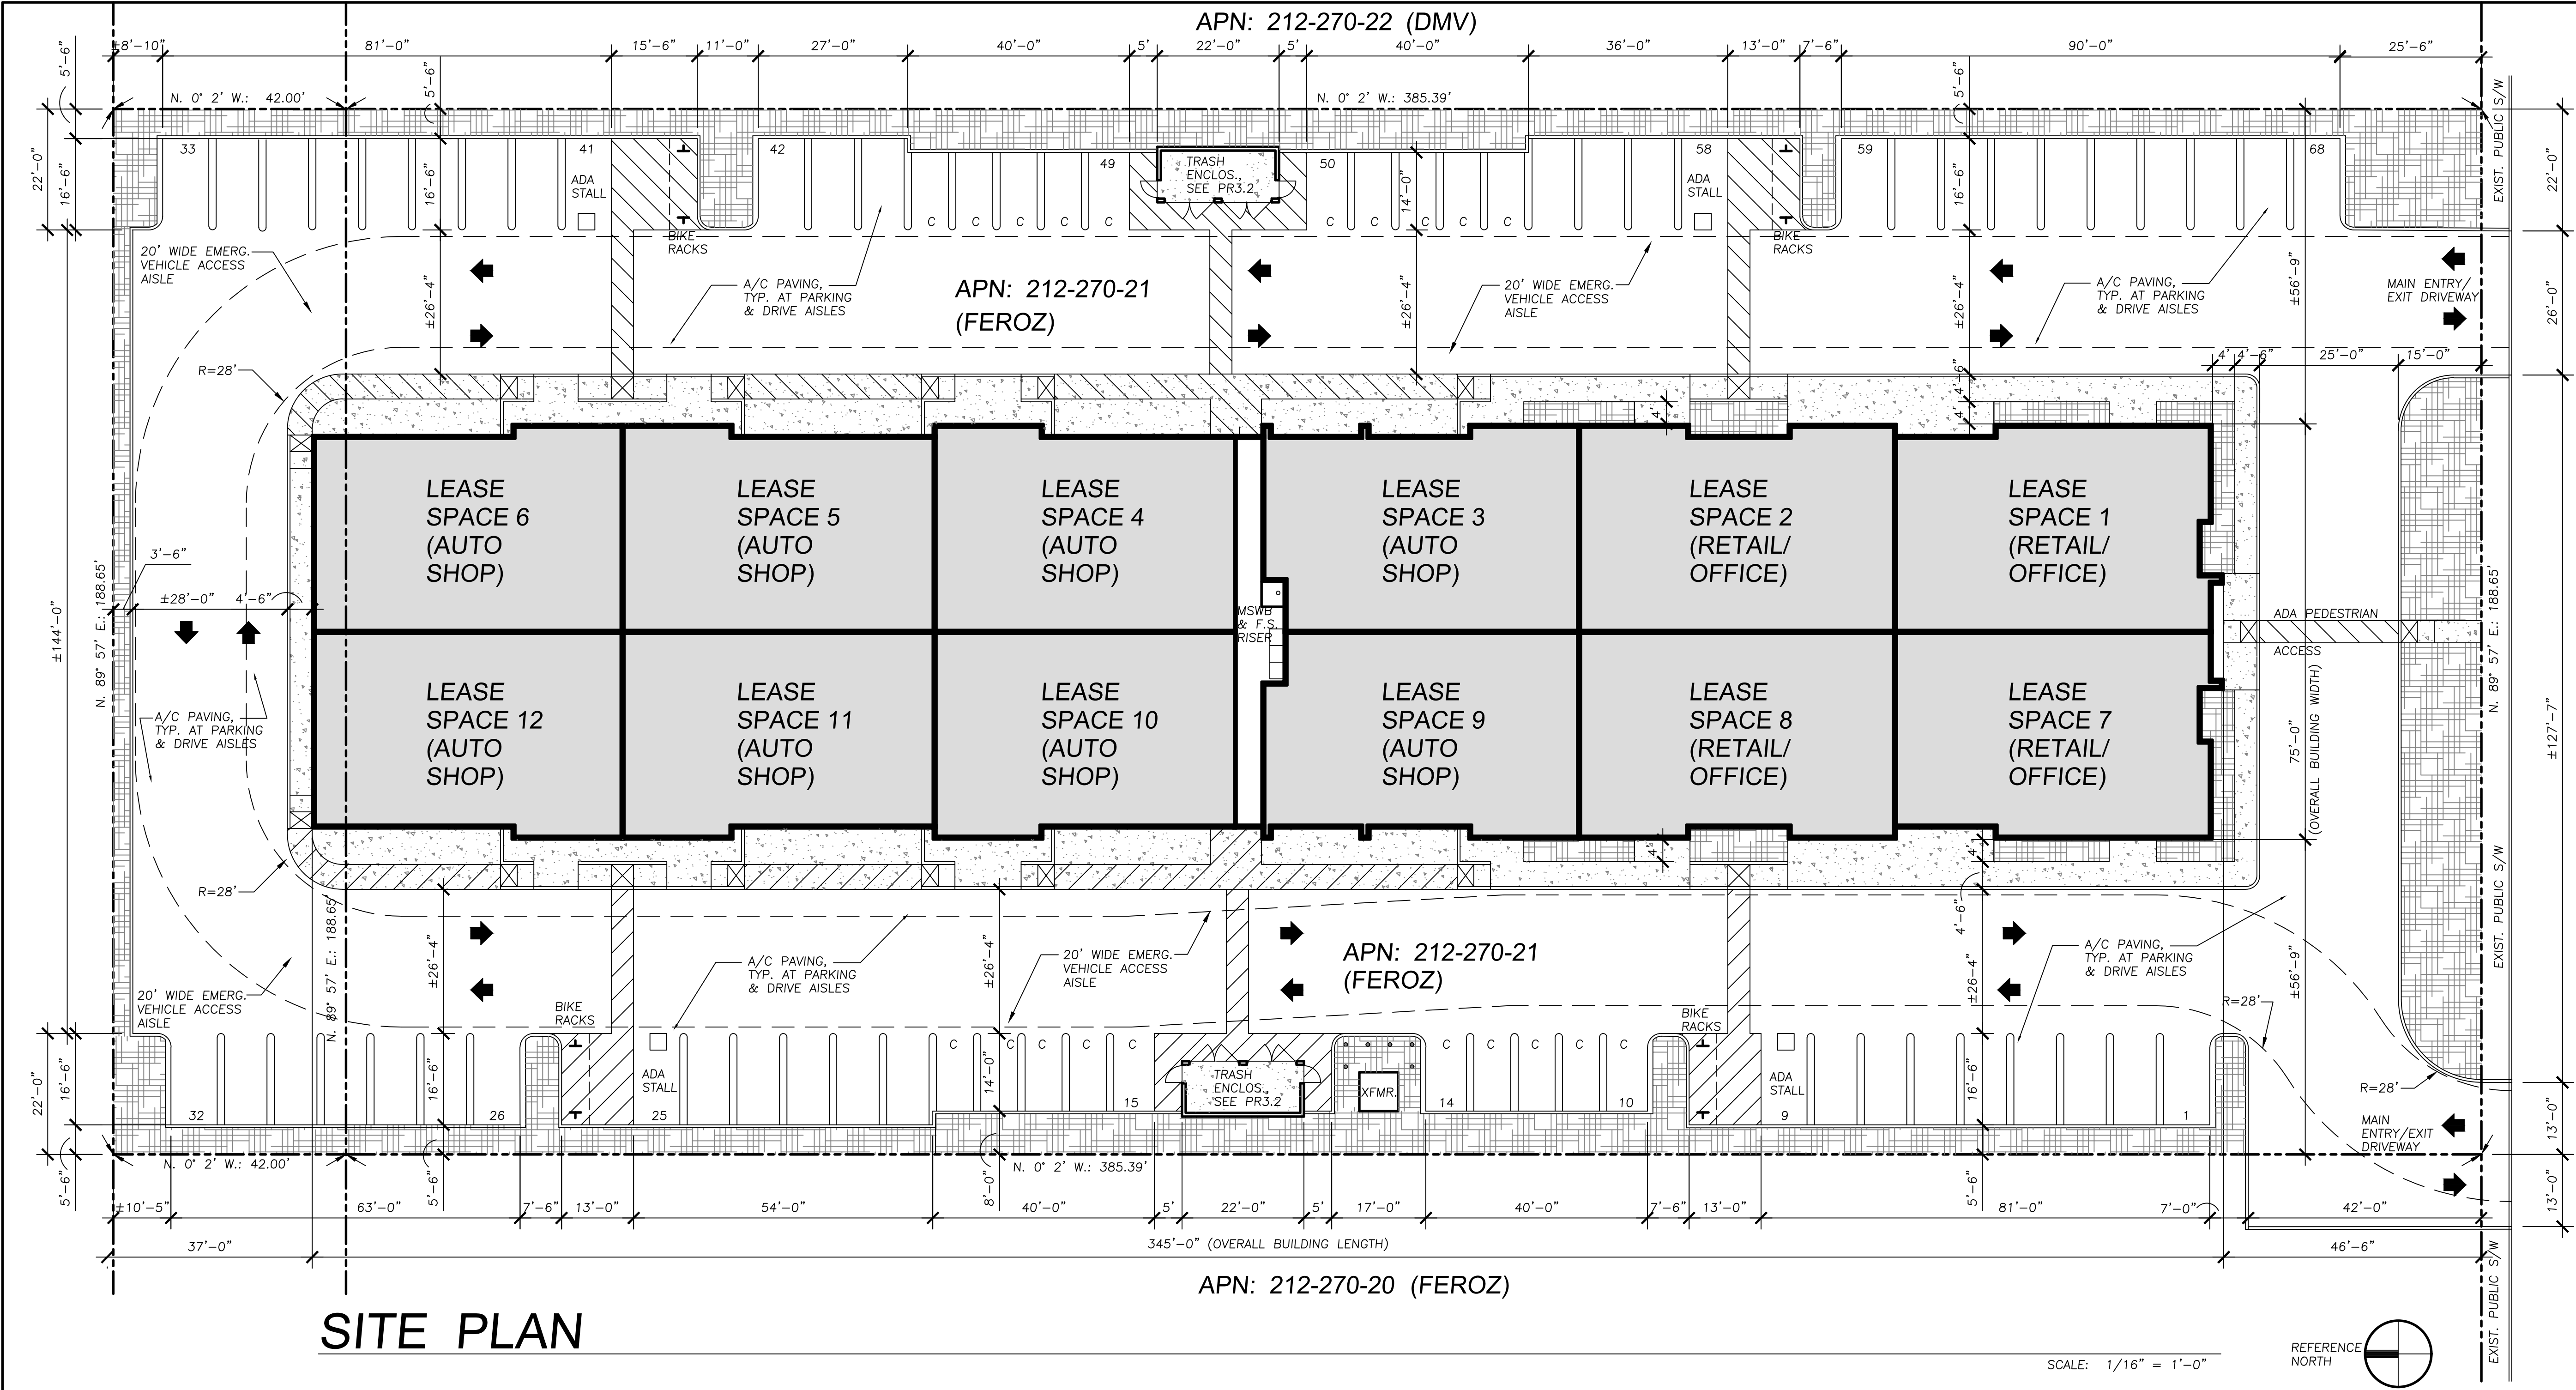 APN: 212-270-22 (DMV)
5'-6"
±8'-10"
81'-0"
15'-6"
11'-0"
27'-0"
40'-0"
5'
22'-0"
5'
40'-0"
36'-0"
13'-0"
7'-6"
90'-0"
25'-6"
N. 0° 2' W.: 42.00'
5'-6"
N. 0° 2' W.: 385.39'
5'-6"
EXIST. PUBLIC S/W
22'-0"
16'-6"
33
41
42
49
50
58
59
68
ADA
STALL
16'-6"
TRASH
ENCLOS.,
SEE PR3.2
14'-0"
ADA
STALL
16'-6"
22'-0"
C C C C C
C C C C C
BIKE
RACKS
BIKE
RACKS
20' WIDE EMERG.
VEHICLE ACCESS
AISLE
±26'-4"
A/C PAVING,
TYP. AT PARKING
& DRIVE AISLES
APN: 212-270-21
(FEROZ)
±26'-4"
20' WIDE EMERG.
VEHICLE ACCESS
AISLE
±26'-4"
A/C PAVING,
TYP. AT PARKING
& DRIVE AISLES
±56'-9"
MAIN ENTRY/
EXIT DRIVEWAY
26'-0"
R=28'
4'
4'-6"
25'-0"
15'-0"
4'-6"
4'
4'
LEASE
SPACE 6
(AUTO
SHOP)
LEASE
SPACE 5
(AUTO
SHOP)
LEASE
SPACE 4
(AUTO
SHOP)
LEASE
SPACE 3
(AUTO
SHOP)
LEASE
SPACE 2
(RETAIL/
OFFICE)
LEASE
SPACE 1
(RETAIL/
OFFICE)
3'-6"
N. 89° 57' E.: 188.65'
±28'-0"
4'-6"
±144'-0"
MSWB
& F.S.
RISER
ADA PEDESTRIAN
ACCESS
N. 89° 57' E.: 188.65'
LEASE
SPACE 12
(AUTO
SHOP)
LEASE
SPACE 11
(AUTO
SHOP)
LEASE
SPACE 10
(AUTO
SHOP)
LEASE
SPACE 9
(AUTO
SHOP)
LEASE
SPACE 8
(RETAIL/
OFFICE)
LEASE
SPACE 7
(RETAIL/
OFFICE)
A/C PAVING,
TYP. AT PARKING
& DRIVE AISLES
75'-0"
(OVERALL BUILDING WIDTH)
±127'-7"
4'
4'
R=28'
N. 89° 57' E.: 188.65'
4'-6"
EXIST. PUBLIC S/W
20' WIDE EMERG.
VEHICLE ACCESS
AISLE
±26'-4"
A/C PAVING,
TYP. AT PARKING
& DRIVE AISLES
±26'-4"
20' WIDE EMERG.
VEHICLE ACCESS
AISLE
APN: 212-270-21
(FEROZ)
±26-4"
A/C PAVING,
TYP. AT PARKING
& DRIVE AISLES
±56'-9"
R=28'
BIKE
RACKS
BIKE
RACKS
C C C C C
C C C C C
22'-0"
16'-6"
16'-6"
ADA
STALL
14'-0"
TRASH
ENCLOS.,
SEE PR3.2
XFMR.
ADA
STALL
16'-6"
R=28'
32
26
25
15
14
10
9
1
MAIN
ENTRY/EXIT
DRIVEWAY
13'-0"
5'-6"
N. 0° 2' W.: 42.00'
5'-6"
8'-0"
N. 0° 2' W.: 385.39'
5'-6"
13'-0"
±10'-5"
63'-0"
7'-6"
13'-0"
54'-0"
40'-0"
5'
22'-0"
5'
17'-0"
40'-0"
7'-6"
13'-0"
81'-0"
7'-0"
42'-0"
37'-0"
345'-0" (OVERALL BUILDING LENGTH)
46'-6"
APN: 212-270-20 (FEROZ)
EXIST. PUBLIC S/W
SITE PLAN
SCALE: 1/16" = 1'-0"
REFERENCE
NORTH